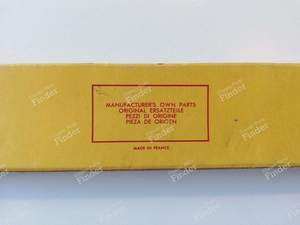 MANUFACTURER'S OWN PARTS
ORIGINAL ERSATZTEILE
PEZZI DI ORIGINE
PIEZA DE ORIGEN
MADE IN FRANCE